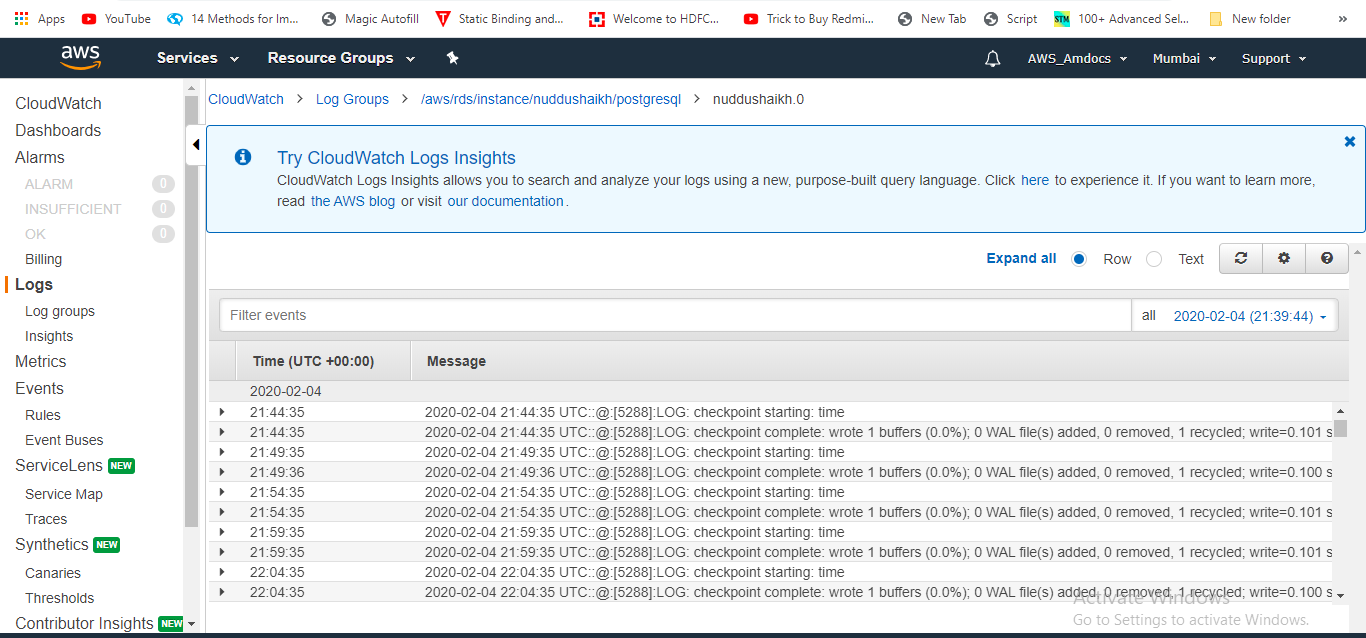 Apps YouTube 14 Methods for Im... Magic Autofill Static Binding and... Welcome to HDFC... Trick to Buy Redmi... New Tab Script STM 100+ Advanced Sel... New folder »
aws Services Resource Groups AWS_Amdocs Mumbai Support
CloudWatch
Dashboards
Alarms
ALARM 0
INSUFFICIENT 0
OK 0
Billing
Logs
Log groups
Insights
Metrics
Events
Rules
Event Buses
ServiceLens NEW
Service Map
Traces
Synthetics NEW
Canaries
Thresholds
Contributor Insights NEW
CloudWatch > Log Groups > /aws/rds/instance/nuddushaikh/postgresql > nuddushaikh.0
Try CloudWatch Logs Insights
CloudWatch Logs Insights allows you to search and analyze your logs using a new, purpose-built query language. Click here to experience it. If you want to learn more,
read the AWS blog or visit our documentation.
Expand all Row Text
Filter events all 2020-02-04 (21:39:44)
Time (UTC +00:00) Message
2020-02-04
21:44:35 2020-02-04 21:44:35 UTC::@:[5288]:LOG: checkpoint starting: time
21:44:35 2020-02-04 21:44:35 UTC::@:[5288]:LOG: checkpoint complete: wrote 1 buffers (0.0%); 0 WAL file(s) added, 0 removed, 1 recycled; write=0.101 s
21:49:35 2020-02-04 21:49:35 UTC::@:[5288]:LOG: checkpoint starting: time
21:49:36 2020-02-04 21:49:36 UTC::@:[5288]:LOG: checkpoint complete: wrote 1 buffers (0.0%); 0 WAL file(s) added, 0 removed, 1 recycled; write=0.100 s
21:54:35 2020-02-04 21:54:35 UTC::@:[5288]:LOG: checkpoint starting: time
21:54:35 2020-02-04 21:54:35 UTC::@:[5288]:LOG: checkpoint complete: wrote 1 buffers (0.0%); 0 WAL file(s) added, 0 removed, 1 recycled; write=0.101 s
21:59:35 2020-02-04 21:59:35 UTC::@:[5288]:LOG: checkpoint starting: time
21:59:35 2020-02-04 21:59:35 UTC::@:[5288]:LOG: checkpoint complete: wrote 1 buffers (0.0%); 0 WAL file(s) added, 0 removed, 1 recycled; write=0.101 s
22:04:35 2020-02-04 22:04:35 UTC::@:[5288]:LOG: checkpoint starting: time
22:04:35 2020-02-04 22:04:35 UTC::@:[5288]:LOG: checkpoint complete: wrote 1 buffers (0.0%); 0 WAL file(s) added, 0 removed, 1 recycled; write=0.100 s
Activate Windows
Go to Settings to activate Windows.